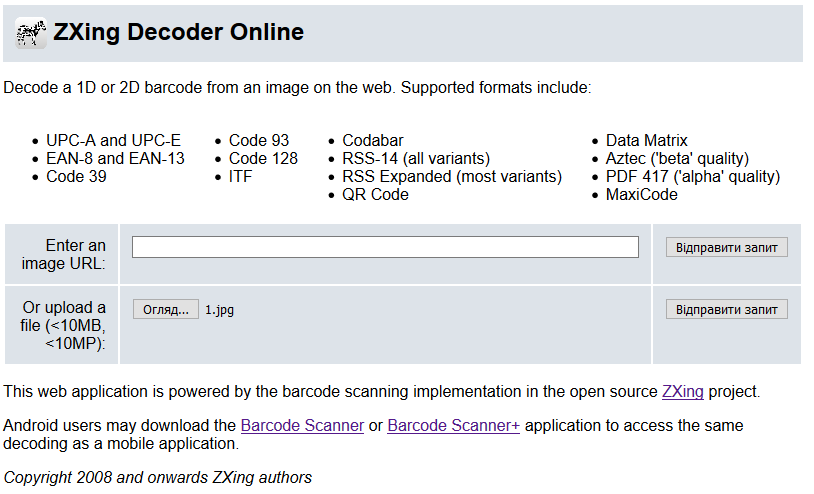 ZXing Decoder Online
Decode a 1D or 2D barcode from an image on the web. Supported formats include:
UPC-A and UPC-E
EAN-8 and EAN-13
Code 39
Code 93
Code 128
ITF
Codabar
RSS-14 (all variants)
RSS Expanded (most variants)
QR Code
Data Matrix
Aztec ('beta' quality)
PDF 417 ('alpha' quality)
MaxiCode
Enter an
image URL:
Відправити запит
Or upload a
file (<10MB,
<10MP):
Огляд... 1.jpg
Відправити запит
This web application is powered by the barcode scanning implementation in the open source ZXing project.
Android users may download the Barcode Scanner or Barcode Scanner+ application to access the same
decoding as a mobile application.
Copyright 2008 and onwards ZXing authors